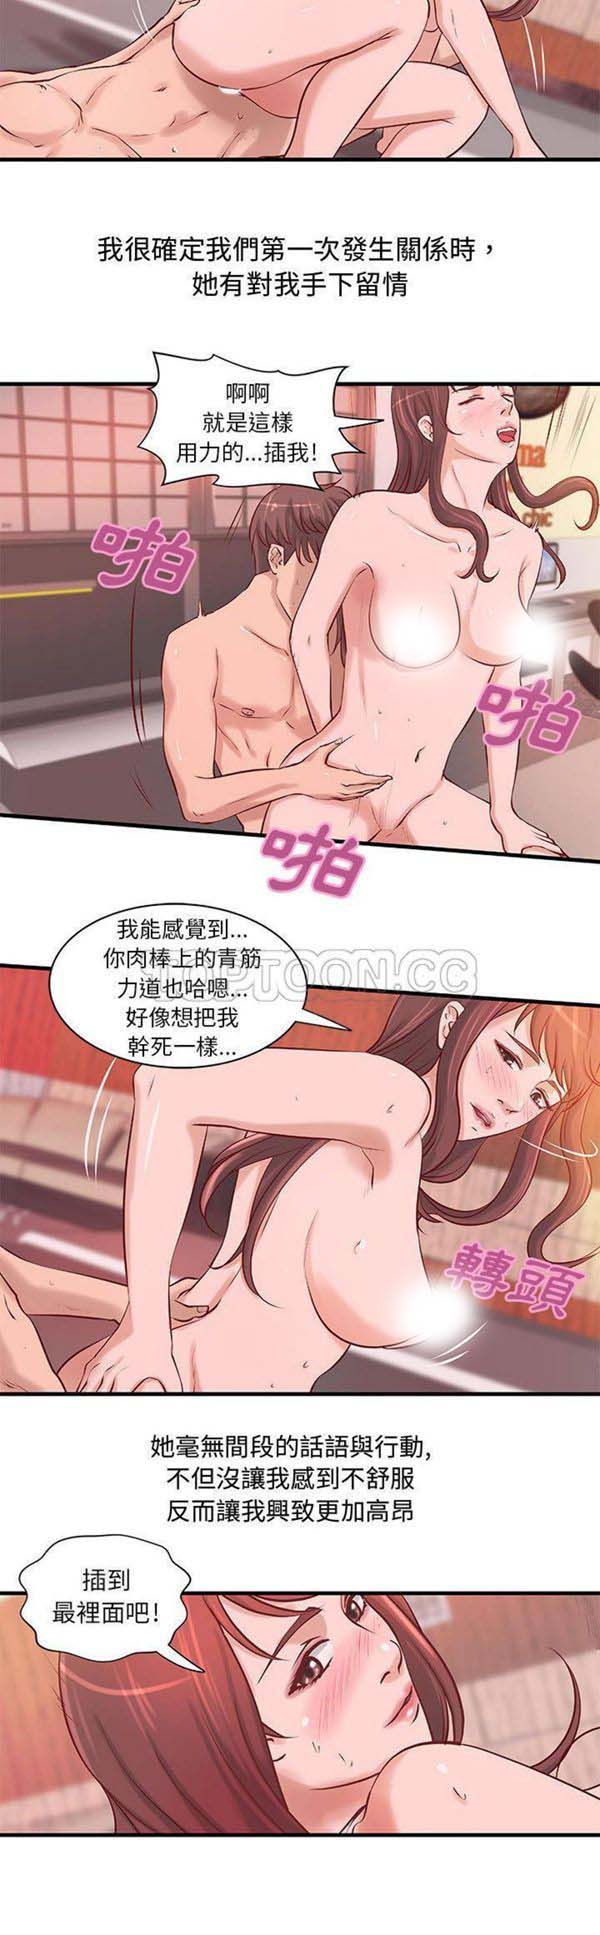 我很確定我們第一次發生關係時，
她有對我手下留情
啊啊
就是這樣
用力的...插我!
ma
chic
啪
啪
啪
我能感覺到...
你肉棒上的青筋
力道也哈嗯...
好像想把我
幹死一樣...
TOPTOON.CC
轉頭
她毫無間段的話語與行動,
不但沒讓我感到不舒服
反而讓我興致更加高昂
插到
最裡面吧!